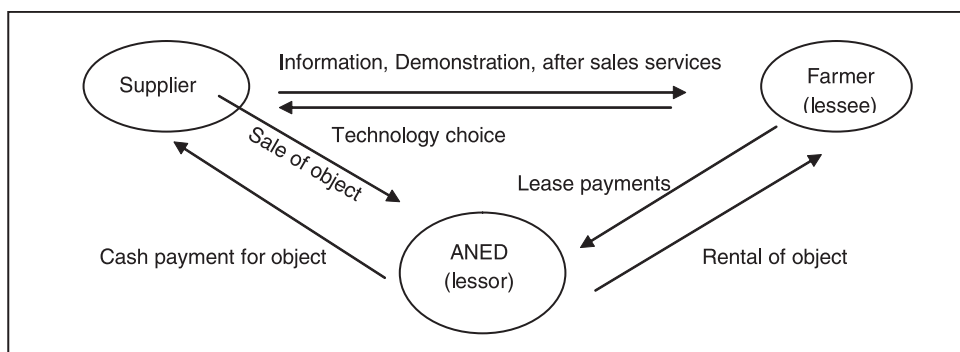 Information, Demonstration, after sales services
Supplier
Farmer
(lessee)
Technology choice
Sale of object
Lease payments
Cash payment for object
ANED
(lessor)
Rental of object